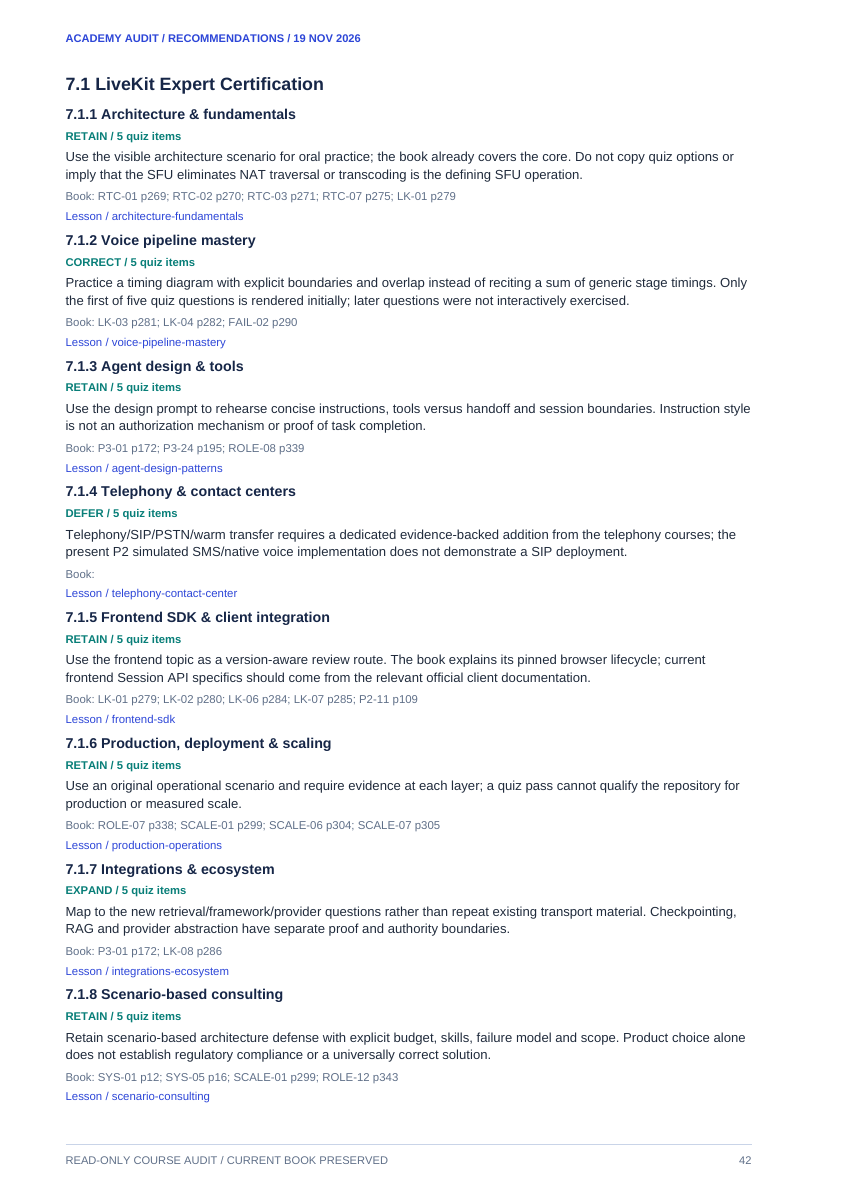 ACADEMY AUDIT / RECOMMENDATIONS / 19 NOV 2026
7.1 LiveKit Expert Certification
7.1.1 Architecture & fundamentals
RETAIN / 5 quiz items
Use the visible architecture scenario for oral practice; the book already covers the core. Do not copy quiz options or
imply that the SFU eliminates NAT traversal or transcoding is the defining SFU operation.
Book: RTC-01 p269; RTC-02 p270; RTC-03 p271; RTC-07 p275; LK-01 p279
Lesson / architecture-fundamentals
7.1.2 Voice pipeline mastery
CORRECT / 5 quiz items
Practice a timing diagram with explicit boundaries and overlap instead of reciting a sum of generic stage timings. Only
the first of five quiz questions is rendered initially; later questions were not interactively exercised.
Book: LK-03 p281; LK-04 p282; FAIL-02 p290
Lesson / voice-pipeline-mastery
7.1.3 Agent design & tools
RETAIN / 5 quiz items
Use the design prompt to rehearse concise instructions, tools versus handoff and session boundaries. Instruction style
is not an authorization mechanism or proof of task completion.
Book: P3-01 p172; P3-24 p195; ROLE-08 p339
Lesson / agent-design-patterns
7.1.4 Telephony & contact centers
DEFER / 5 quiz items
Telephony/SIP/PSTN/warm transfer requires a dedicated evidence-backed addition from the telephony courses; the
present P2 simulated SMS/native voice implementation does not demonstrate a SIP deployment.
Book:
Lesson / telephony-contact-center
7.1.5 Frontend SDK & client integration
RETAIN / 5 quiz items
Use the frontend topic as a version-aware review route. The book explains its pinned browser lifecycle; current
frontend Session API specifics should come from the relevant official client documentation.
Book: LK-01 p279; LK-02 p280; LK-06 p284; LK-07 p285; P2-11 p109
Lesson / frontend-sdk
7.1.6 Production, deployment & scaling
RETAIN / 5 quiz items
Use an original operational scenario and require evidence at each layer; a quiz pass cannot qualify the repository for
production or measured scale.
Book: ROLE-07 p338; SCALE-01 p299; SCALE-06 p304; SCALE-07 p305
Lesson / production-operations
7.1.7 Integrations & ecosystem
EXPAND / 5 quiz items
Map to the new retrieval/framework/provider questions rather than repeat existing transport material. Checkpointing,
RAG and provider abstraction have separate proof and authority boundaries.
Book: P3-01 p172; LK-08 p286
Lesson / integrations-ecosystem
7.1.8 Scenario-based consulting
RETAIN / 5 quiz items
Retain scenario-based architecture defense with explicit budget, skills, failure model and scope. Product choice alone
does not establish regulatory compliance or a universally correct solution.
Book: SYS-01 p12; SYS-05 p16; SCALE-01 p299; ROLE-12 p343
Lesson / scenario-consulting
READ-ONLY COURSE AUDIT / CURRENT BOOK PRESERVED
42